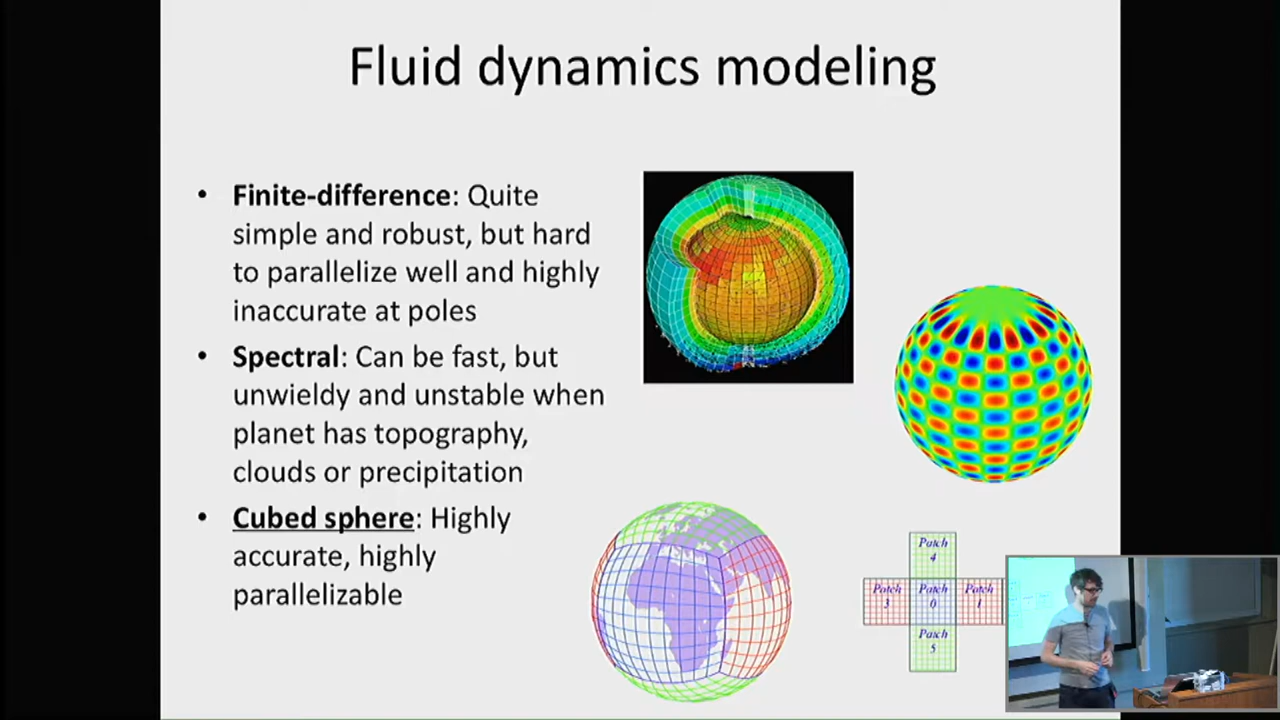 Fluid dynamics modeling
• Finite-difference: Quite
simple and robust, but hard
to parallelize well and highly
inaccurate at poles
• Spectral: Can be fast, but
unwieldy and unstable when
planet has topography,
clouds or precipitation
• Cubed sphere: Highly
accurate, highly
parallelizable
Patch
4
Patch
3
Patch
0
Patch
1
Patch
5